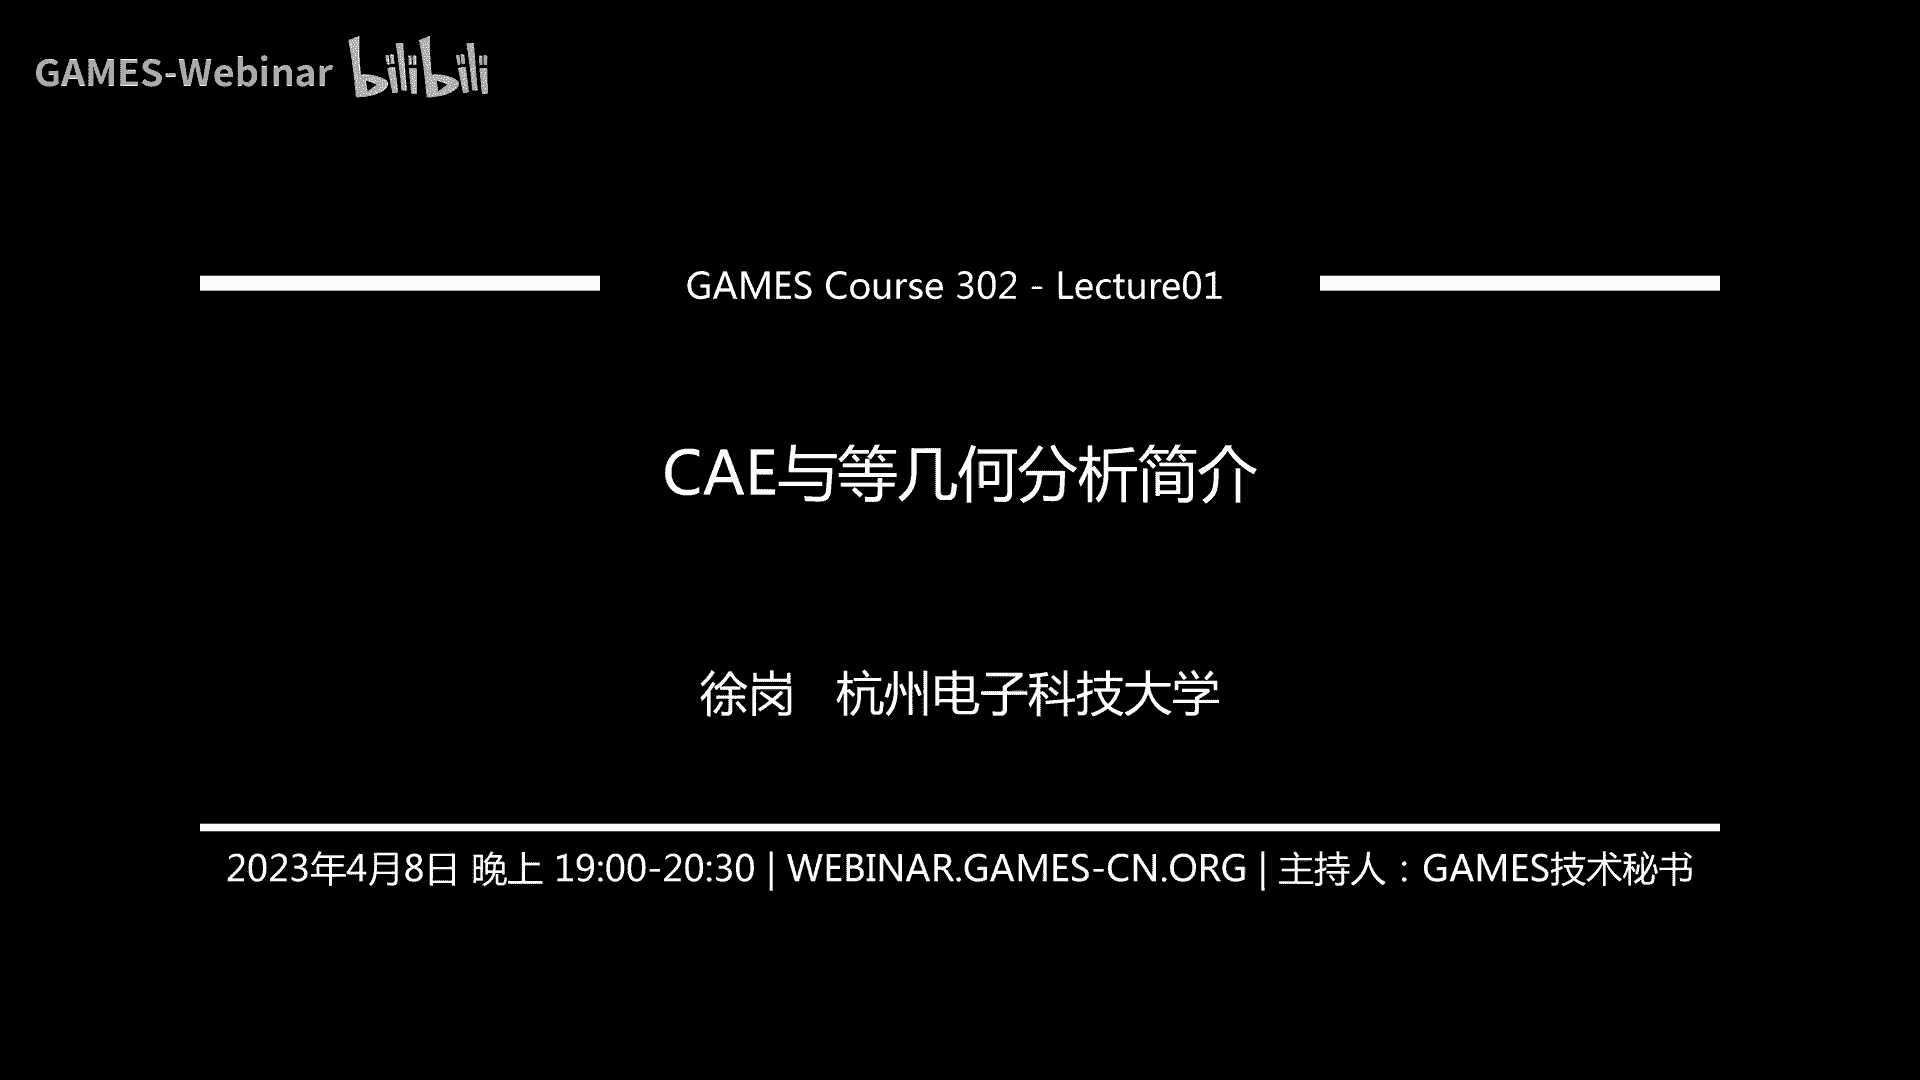 GAMES-Webinar bilibili
GAMES Course 302 - Lecture01
CAE与等几何分析简介
徐岗 杭州电子科技大学
2023年4月8日 晚上 19:00-20:30 | WEBINAR.GAMES-CN.ORG | 主持人：GAMES技术秘书